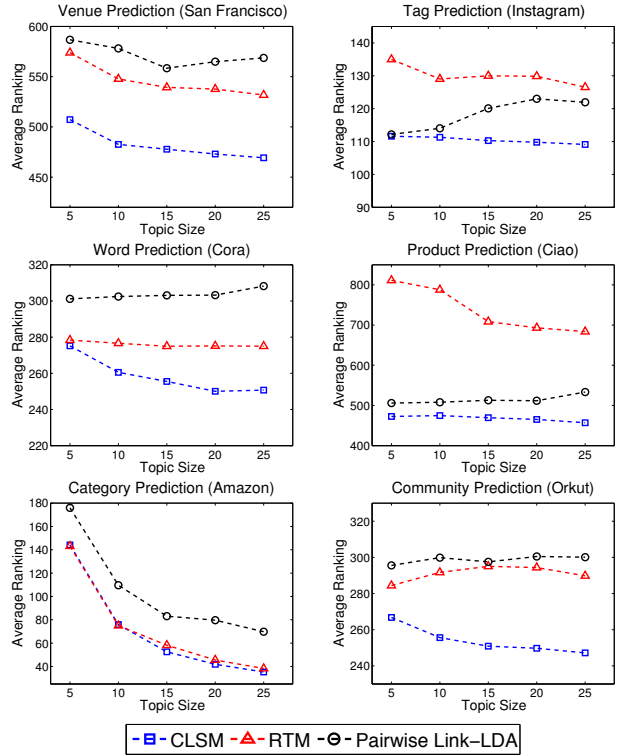 Venue Prediction (San Francisco)
600
550
500
450
5 10 15 20 25
Topic Size
Average Ranking
Tag Prediction (Instagram)
140
130
120
110
100
90
5 10 15 20 25
Topic Size
Average Ranking
Word Prediction (Cora)
320
300
280
260
240
220
5 10 15 20 25
Topic Size
Average Ranking
Product Prediction (Ciao)
800
700
600
500
400
5 10 15 20 25
Topic Size
Average Ranking
Category Prediction (Amazon)
180
160
140
120
100
80
60
40
5 10 15 20 25
Topic Size
Average Ranking
Community Prediction (Orkut)
320
300
280
260
240
5 10 15 20 25
Topic Size
Average Ranking
CLSM RTM Pairwise Link-LDA